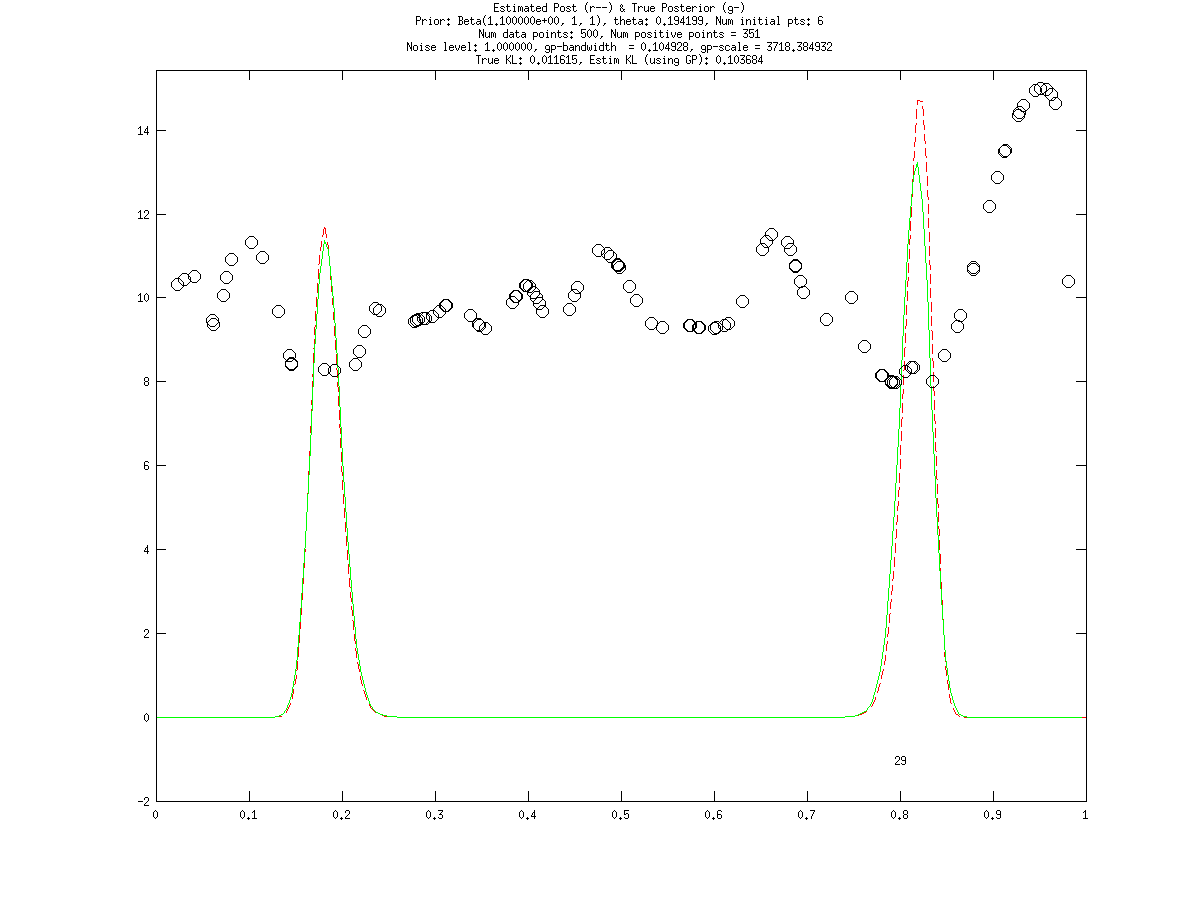 Estimated Post (r--) & True Posterior (g-)
Prior: Beta(1.100000e+00, 1, 1), theta: 0.194199, Num initial pts: 6
Num data points: 500, Num positive points = 351
Noise level: 1.000000, gp-bandwidth  = 0.104928, gp-scale = 3718.384932
True KL: 0.011615, Estim KL (using GP): 0.103684
14
12
10
8
6
4
2
0
29
-2
0 0.1 0.2 0.3 0.4 0.5 0.6 0.7 0.8 0.9 1